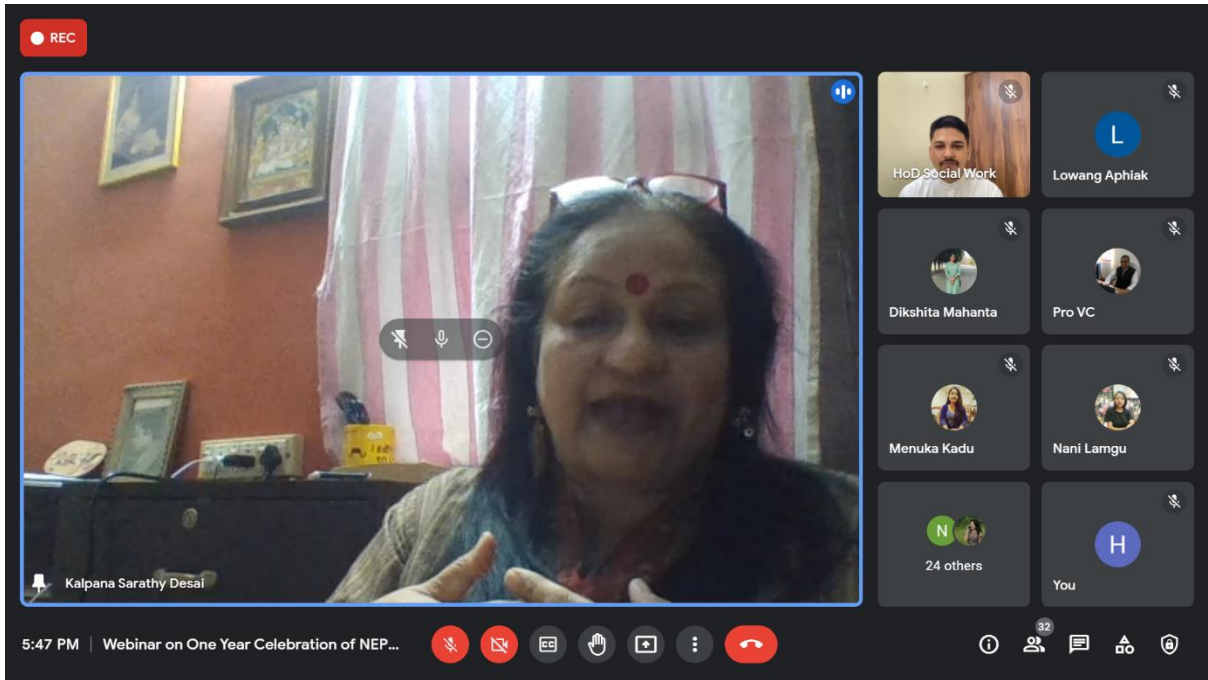 REC
HoD Social Work
L
Lowang Aphiak
Dikshita Mahanta
Pro VC
Menuka Kadu
Nani Lamgu
N
24 others
H
You
Kalpana Sarathy Desai
5:47 PM | Webinar on One Year Celebration of NEP...
CC
32